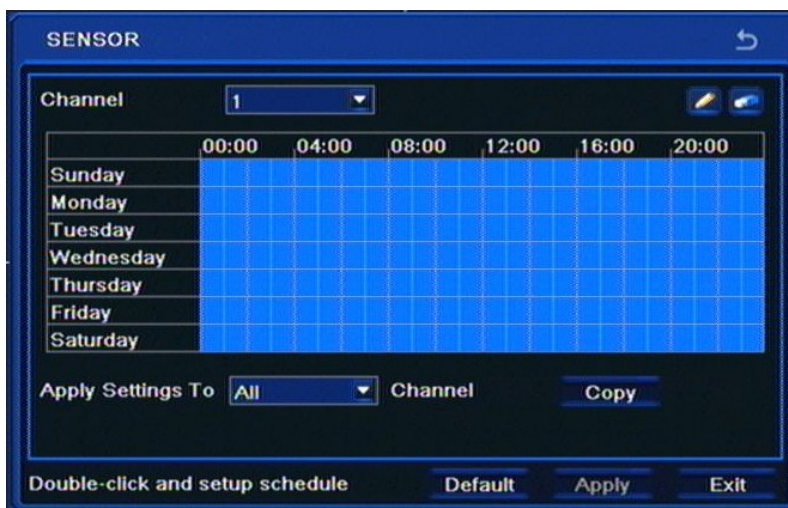 SENSOR
Channel 1
00:00 04:00 08:00 12:00 16:00 20:00
Sunday
Monday
Tuesday
Wednesday
Thursday
Friday
Saturday
Apply Settings To All Channel Copy
Double-click and setup schedule Default Apply Exit